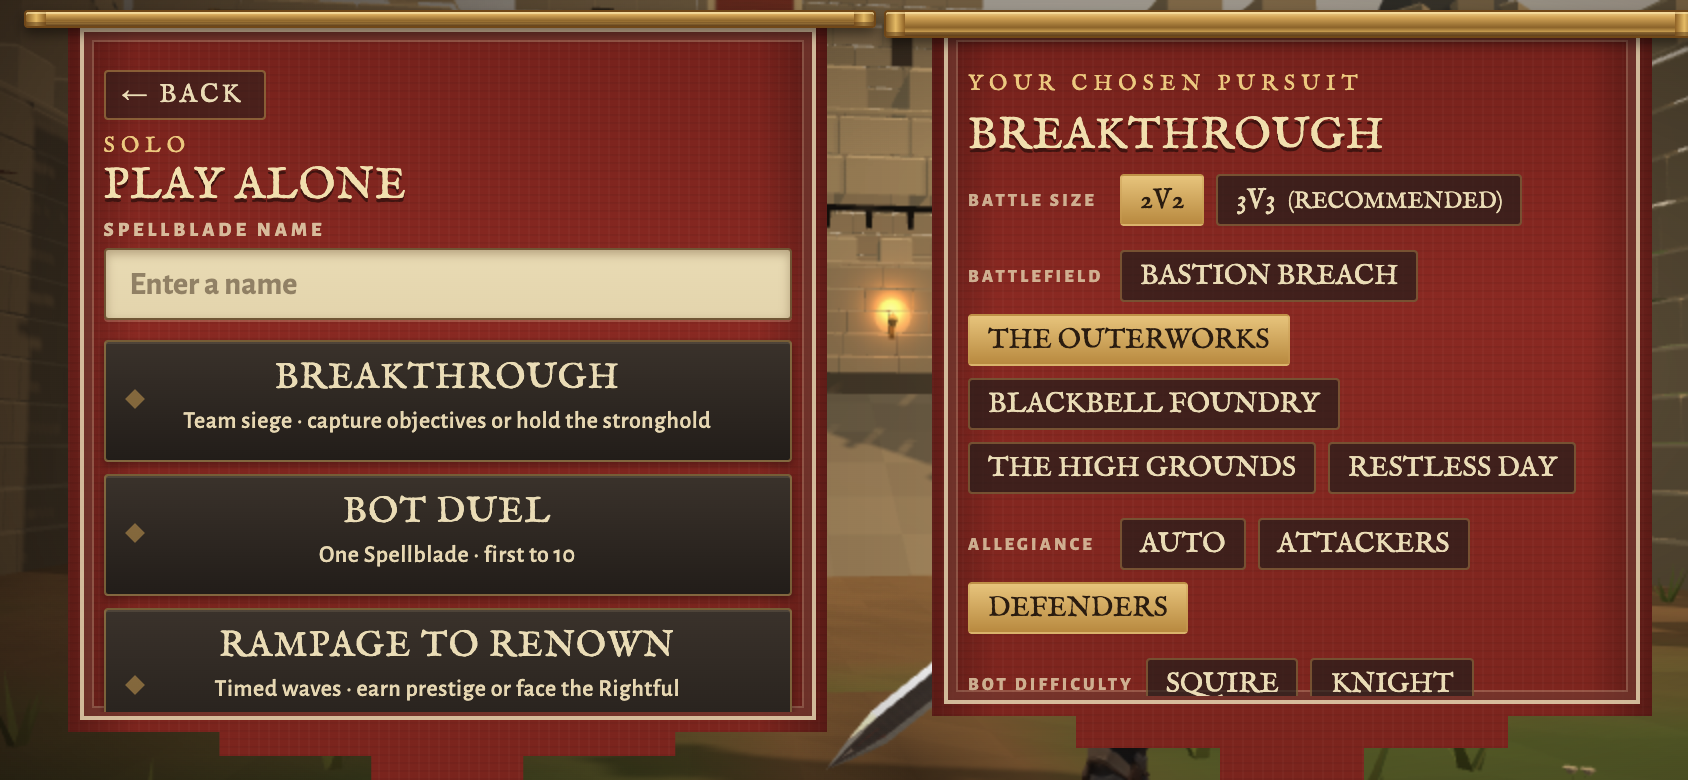 ← BACK
SOLO
PLAY ALONE
SPELLBLADE NAME
Enter a name
BREAKTHROUGH
Team siege · capture objectives or hold the stronghold
BOT DUEL
One Spellblade · first to 10
RAMPAGE TO RENOWN
Timed waves · earn prestige or face the Rightful
YOUR CHOSEN PURSUIT
BREAKTHROUGH
BATTLE SIZE 2V2 3V3 (RECOMMENDED)
BATTLEFIELD BASTION BREACH
THE OUTERWORKS
BLACKBELL FOUNDRY
THE HIGH GROUNDS RESTLESS DAY
ALLEGIANCE AUTO ATTACKERS
DEFENDERS
BOT DIFFICULTY SQUIRE KNIGHT